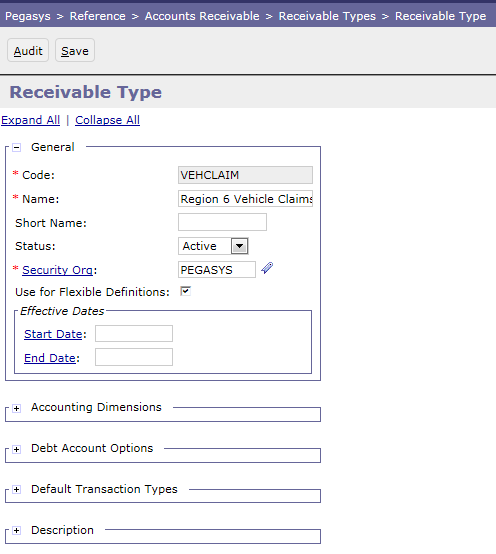 Pegasys > Reference > Accounts Receivable > Receivable Types > Receivable Type
Audit Save
Receivable Type
Expand All | Collapse All
General
* Code: VEHCLAIM
* Name: Region 6 Vehicle Claims
Short Name:
Status: Active
* Security Org: PEGASYS
Use for Flexible Definitions:
Effective Dates
Start Date:
End Date:
Accounting Dimensions
Debt Account Options
Default Transaction Types
Description